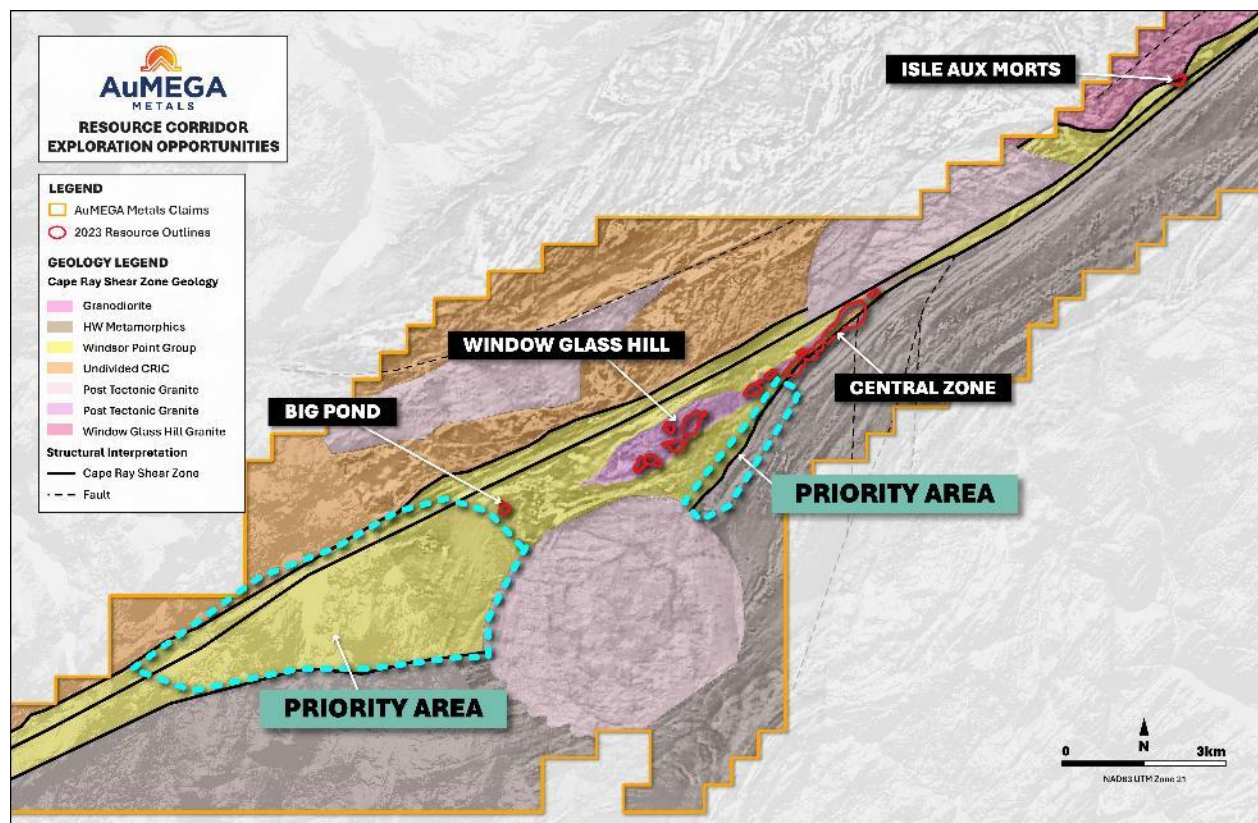 AuMEGA
METALS
RESOURCE CORRIDOR
EXPLORATION OPPORTUNITIES
LEGEND
AuMEGA Metals Claims
2023 Resource Outlines
GEOLOGY LEGEND
Cape Ray Shear Zone Geology
Granodiorite
HW Metamorphics
Windsor Point Group
Undivided CRIC
Post Tectonic Granite
Post Tectonic Granite
Window Glass Hill Granite
Structural Interpretation
Cape Ray Shear Zone
Fault
ISLE AUX MORTS
WINDOW GLASS HILL
CENTRAL ZONE
BIG POND
PRIORITY AREA
PRIORITY AREA
0 N 3km
NAD83 UTM Zone 21